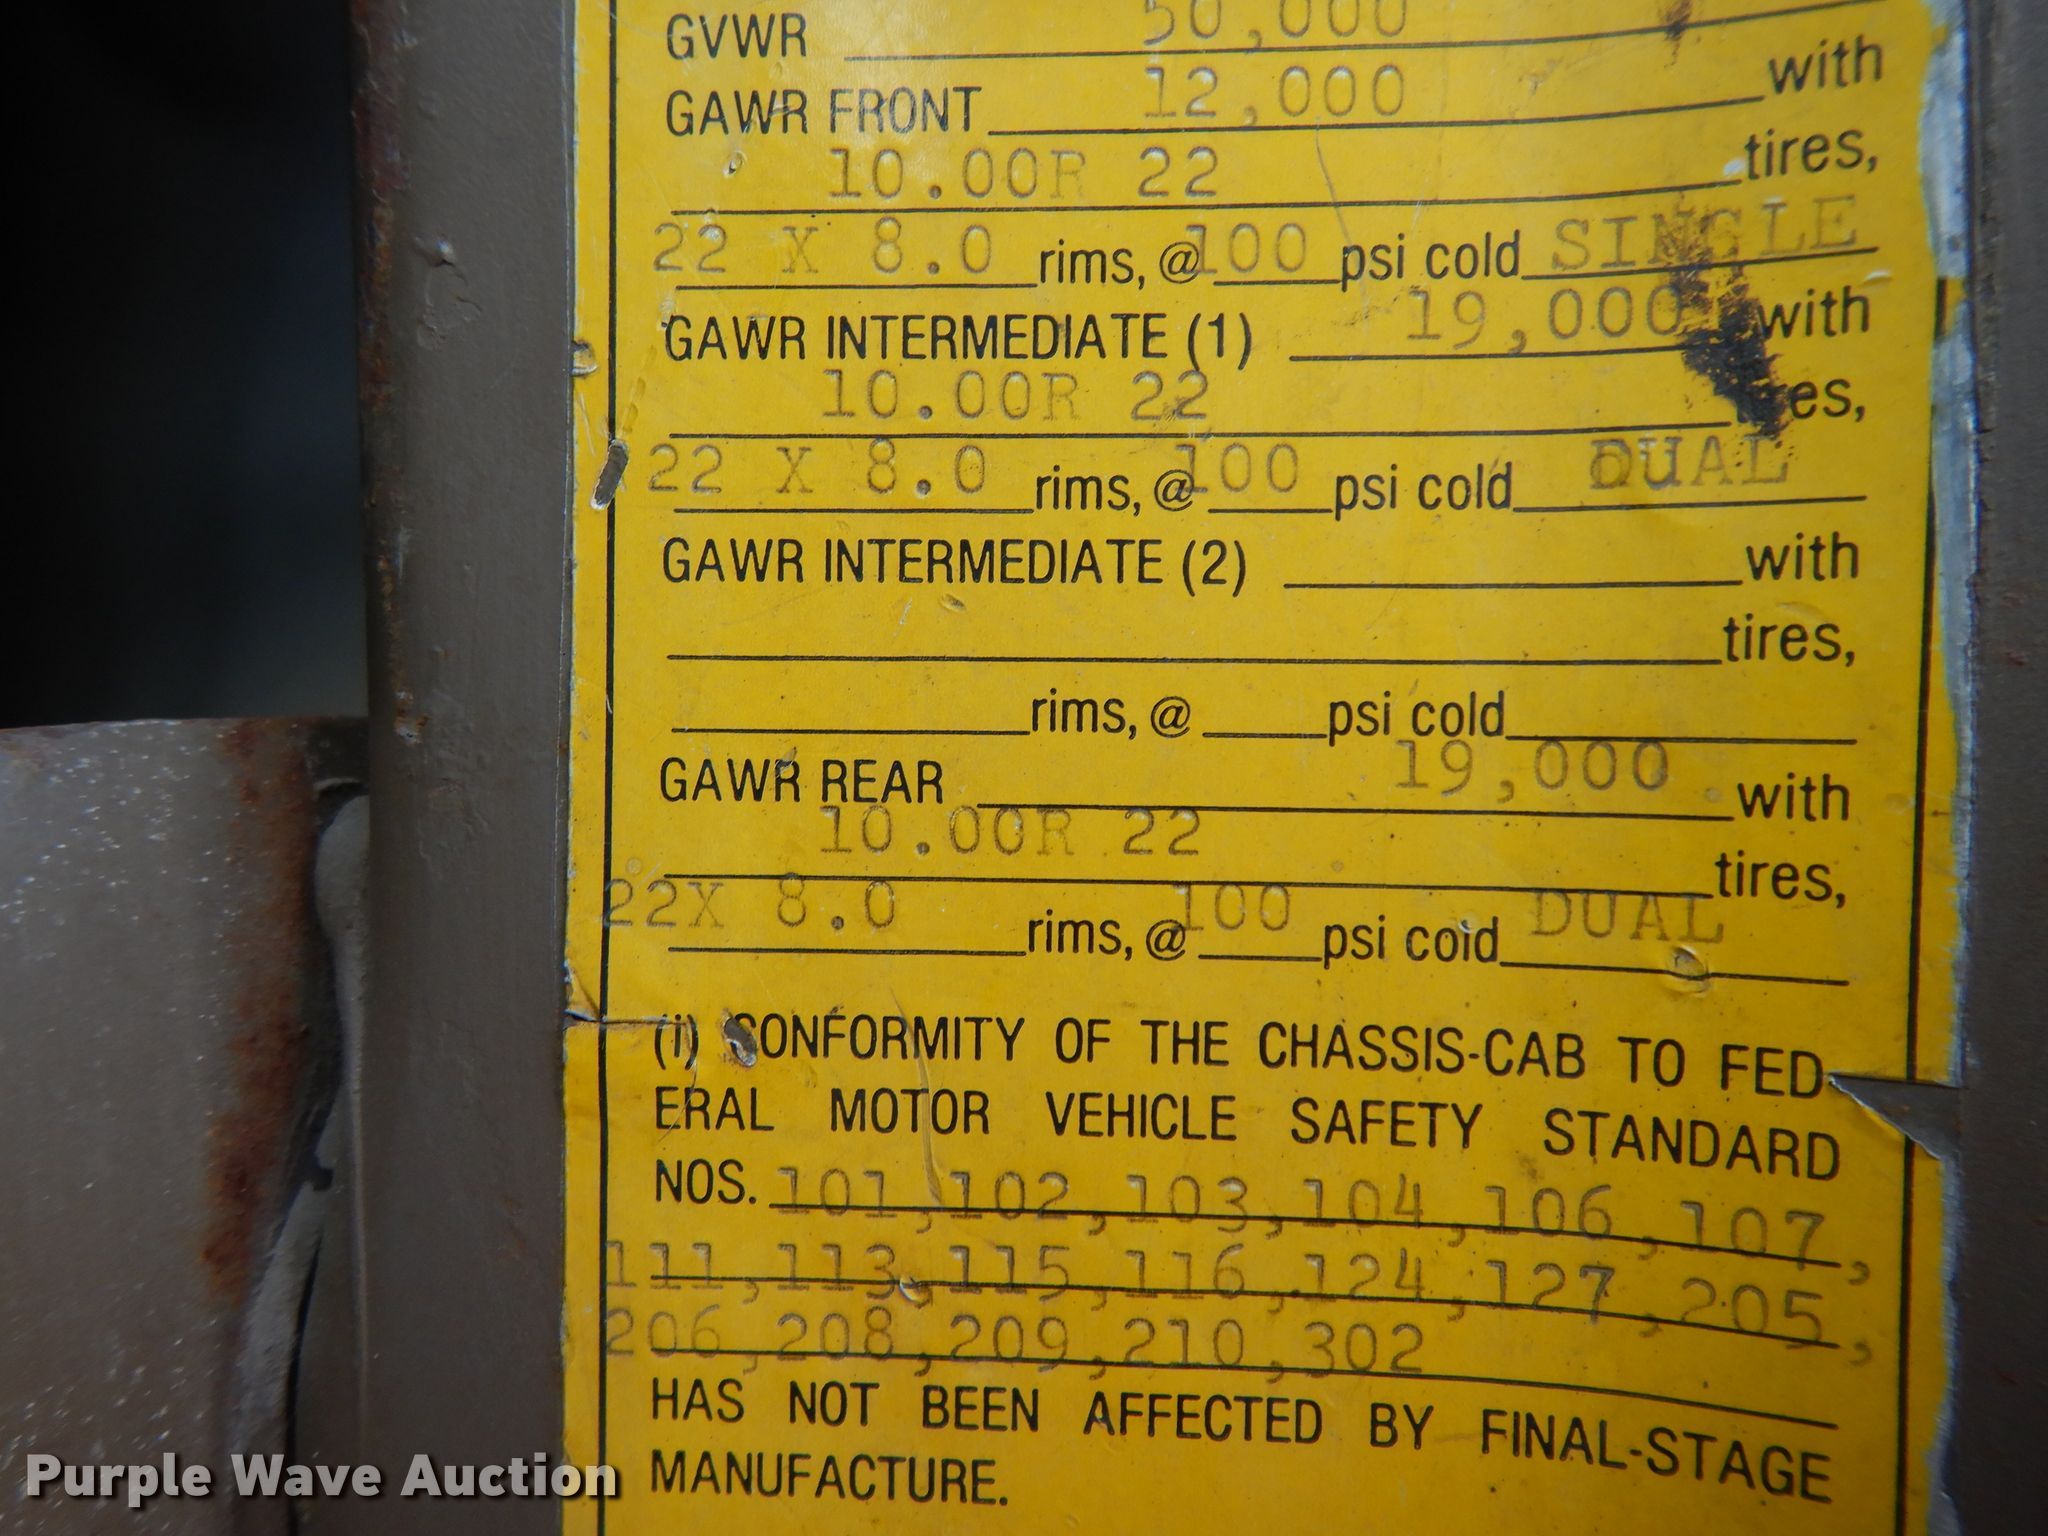 GVWR 50,000
GAWR FRONT 12,000 with
10.00R 22 tires,
22 X 8.0 rims, @ 100 psi cold SINGLE
GAWR INTERMEDIATE (1) 19,000 with
10.00R 22 tires,
22 X 8.0 rims, @ 100 psi cold DUAL
GAWR INTERMEDIATE (2) with
tires,
rims, @ psi cold
GAWR REAR 19,000 with
10.00R 22 tires,
22X 8.0 rims, @ 100 psi cold DUAL
(i) CONFORMITY OF THE CHASSIS-CAB TO FED
ERAL MOTOR VEHICLE SAFETY STANDARD
NOS. 101,102,103,104,106,107,
111,113,115,116,124,127,205,
206,208,209,210,302
HAS NOT BEEN AFFECTED BY FINAL-STAGE
MANUFACTURE.
Purple Wave Auction